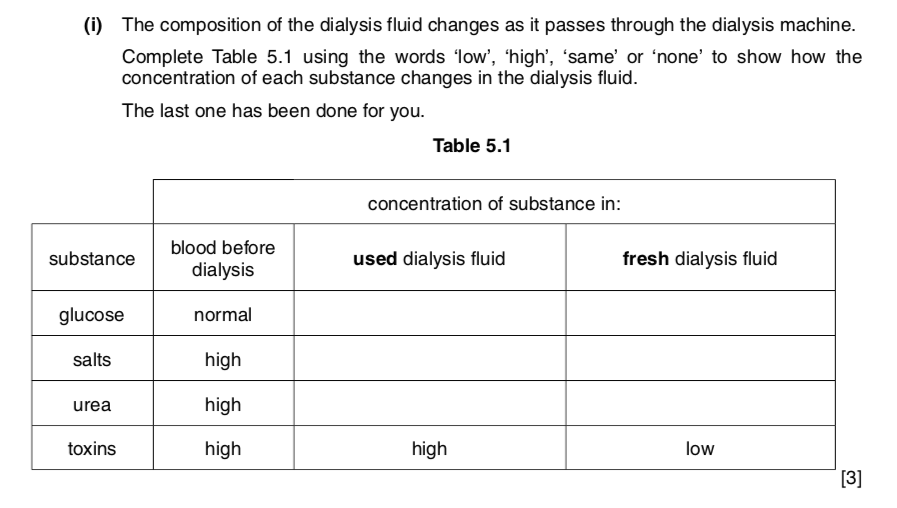 (i) The composition of the dialysis fluid changes as it passes through the dialysis machine.
Complete Table 5.1 using the words ‘low’, ‘high’, ‘same’ or ‘none’ to show how the
concentration of each substance changes in the dialysis fluid.
The last one has been done for you.
Table 5.1
concentration of substance in:
substance blood before dialysis used dialysis fluid fresh dialysis fluid
glucose normal
salts high
urea high
toxins high high low
[3]